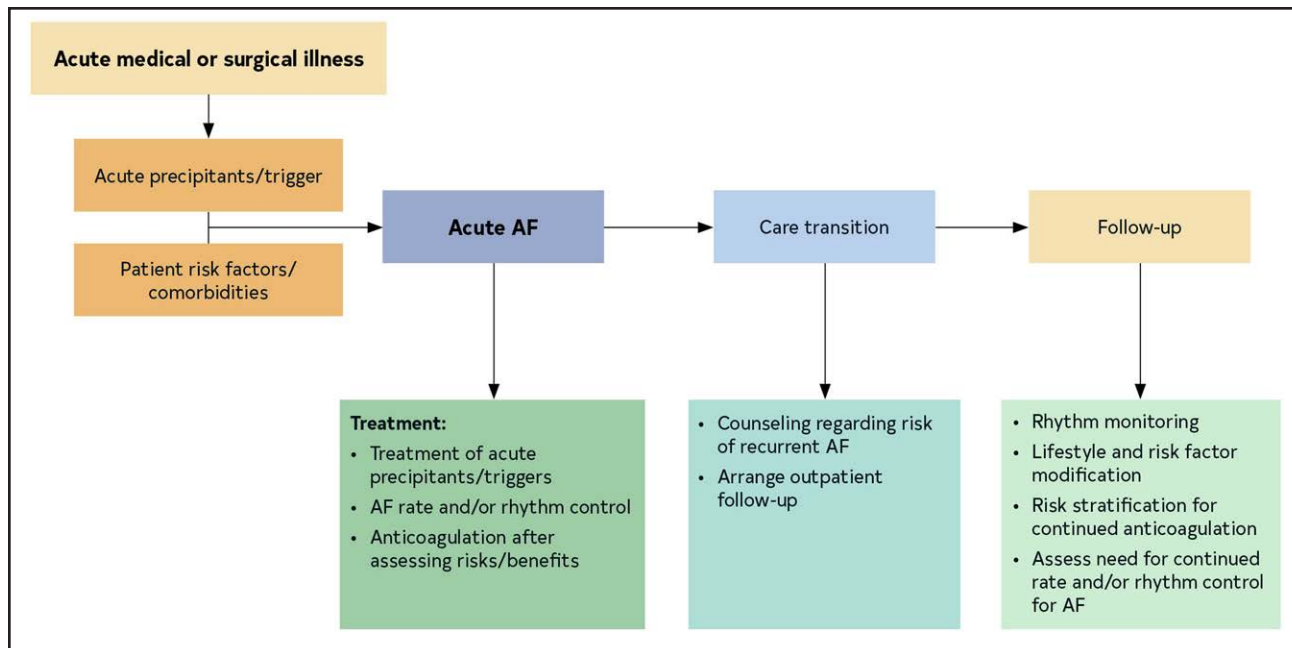 Acute medical or surgical illness
Acute precipitants/trigger
Patient risk factors/
comorbidities
Acute AF
Care transition
Follow-up
Treatment:
• Treatment of acute
precipitants/triggers
• AF rate and/or rhythm control
• Anticoagulation after
assessing risks/benefits
• Counseling regarding risk
of recurrent AF
• Arrange outpatient
follow-up
• Rhythm monitoring
• Lifestyle and risk factor
modification
• Risk stratification for
continued anticoagulation
• Assess need for continued
rate and/or rhythm control
for AF